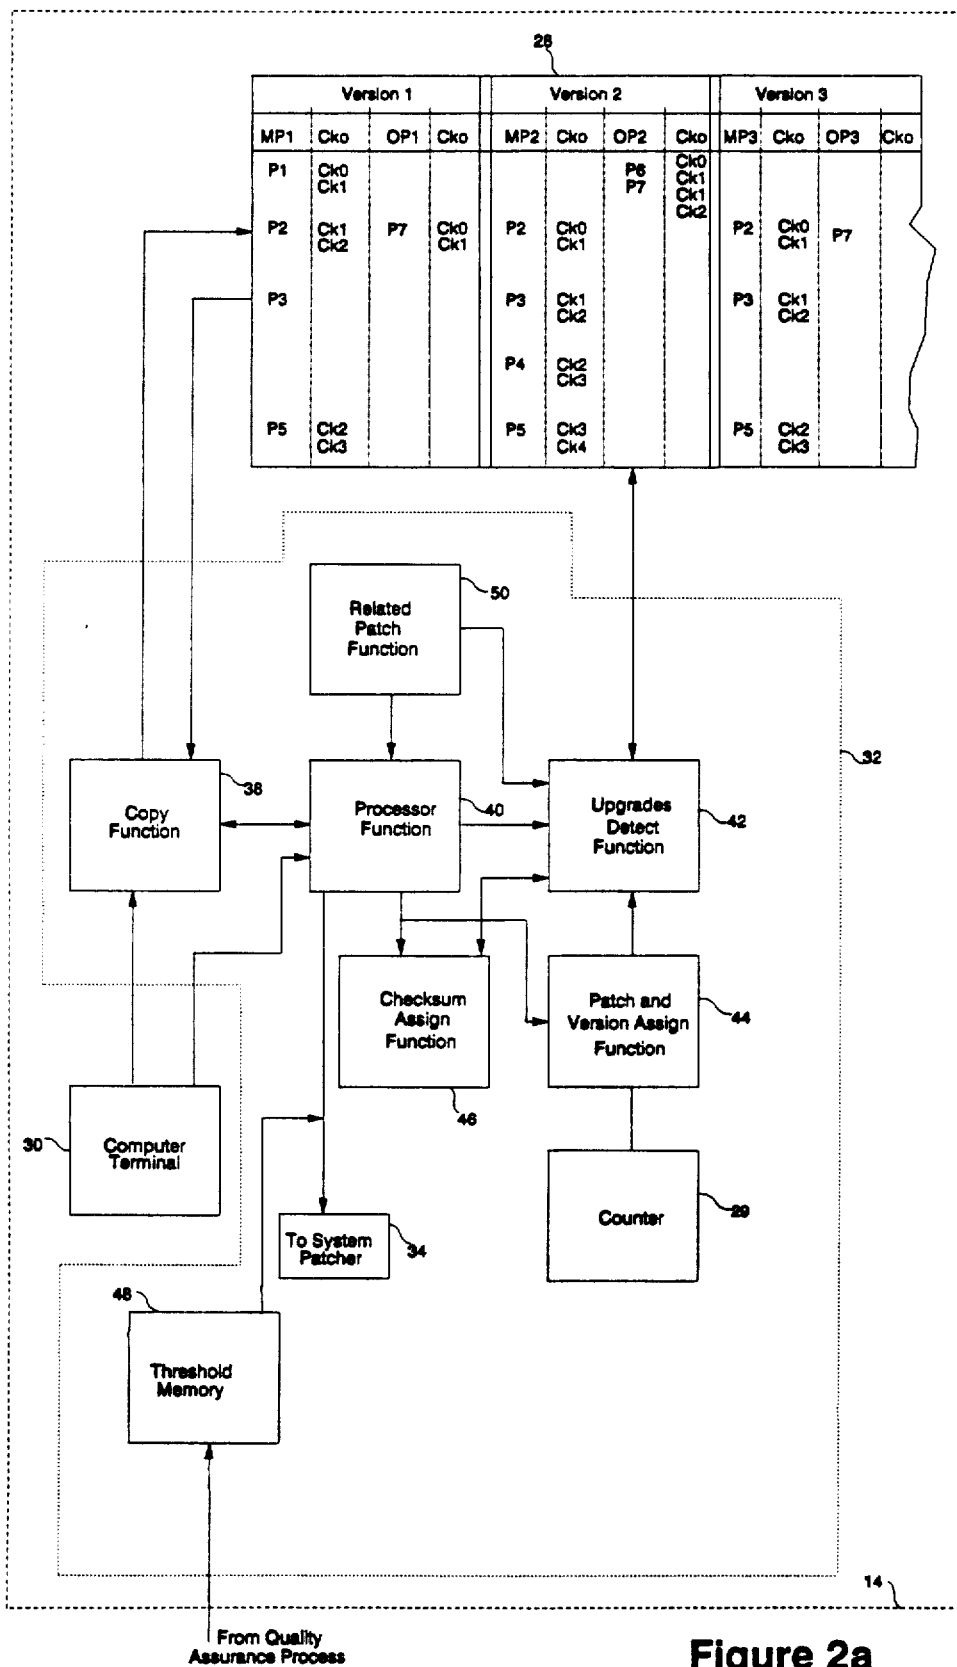 28
Version 1 Version 2 Version 3
MP1 Cko OP1 Cko MP2 Cko OP2 Cko MP3 Cko OP3 Cko
P1 Ck0 P6 Ck0
Ck1 P7 Ck1
Ck1
Ck2
P2 Ck1 P7 Ck0 P2 Ck0 P2 Ck0 P7
Ck2 Ck1 Ck1 Ck1
P3 P3 Ck1 P3 Ck1
Ck2 Ck2
P4 Ck2
Ck3
P5 Ck2 P5 Ck3 P5 Ck2
Ck3 Ck4 Ck3
50
Related
Patch
Function
32
38
Copy
Function
Processor
Function
40
Upgrades
Detect
Function
42
Checksum
Assign
Function
46
Patch and
Version Assign
Function
44
30
Computer
Terminal
Counter
29
To System
Patcher
34
48
Threshold
Memory
14
From Quality
Assurance Process
Figure 2a